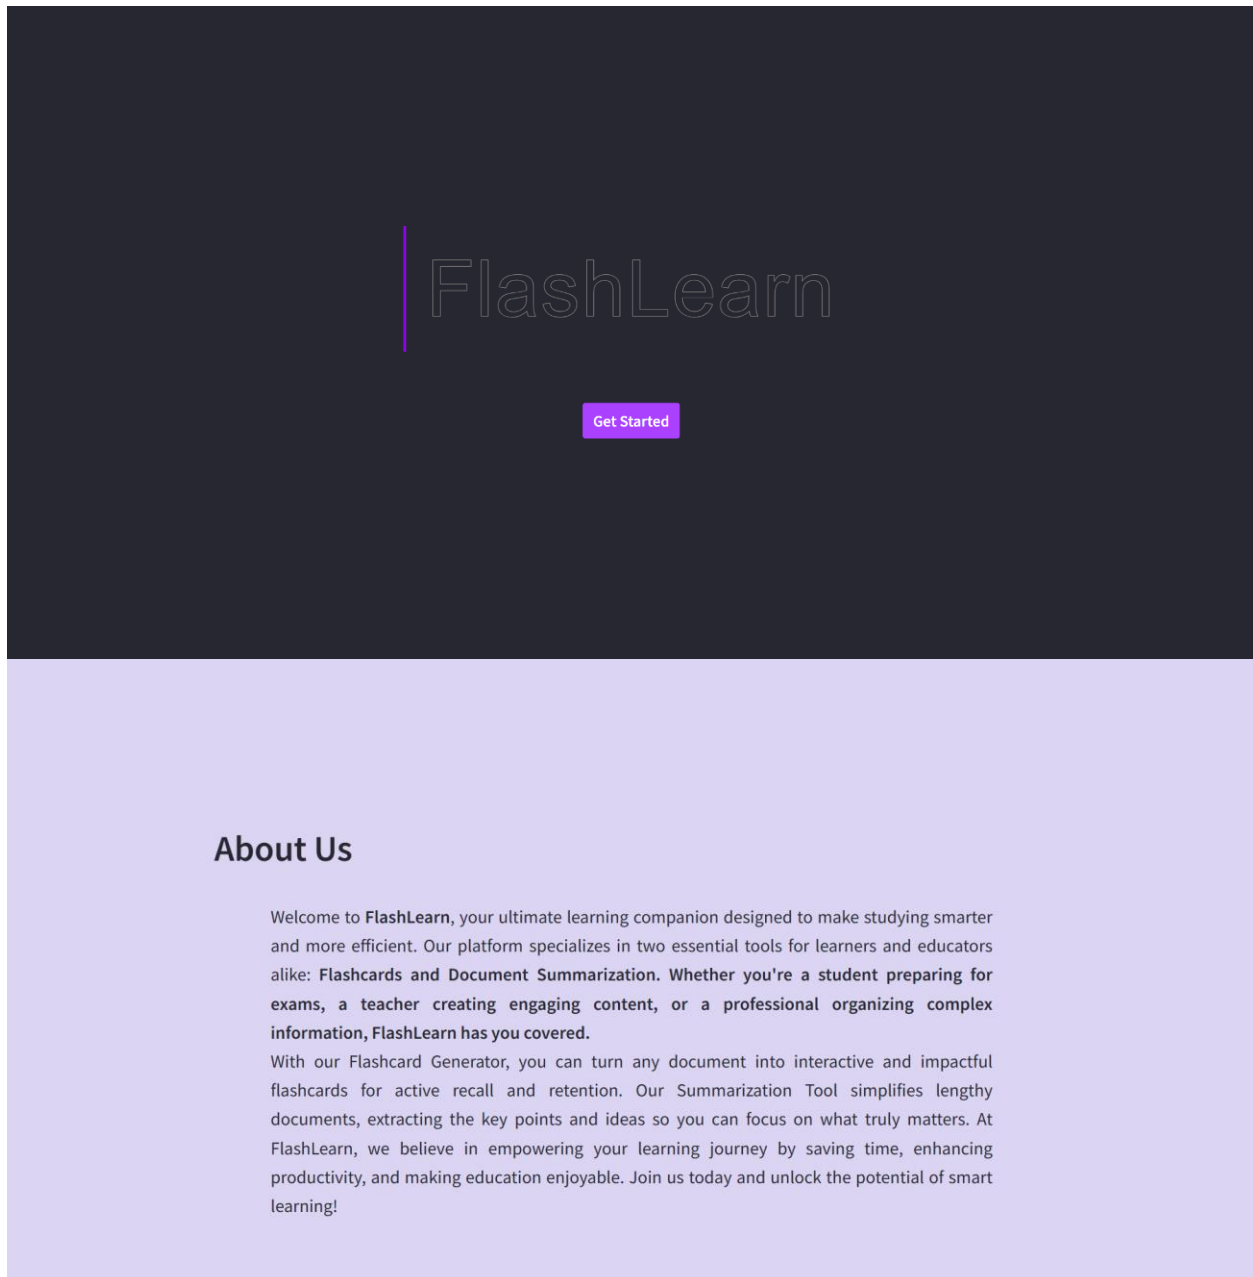 FlashLearn
Get Started
About Us
Welcome to FlashLearn, your ultimate learning companion designed to make studying smarter
and more efficient. Our platform specializes in two essential tools for learners and educators
alike: Flashcards and Document Summarization. Whether you're a student preparing for
exams, a teacher creating engaging content, or a professional organizing complex
information, FlashLearn has you covered.
With our Flashcard Generator, you can turn any document into interactive and impactful
flashcards for active recall and retention. Our Summarization Tool simplifies lengthy
documents, extracting the key points and ideas so you can focus on what truly matters. At
FlashLearn, we believe in empowering your learning journey by saving time, enhancing
productivity, and making education enjoyable. Join us today and unlock the potential of smart
learning!